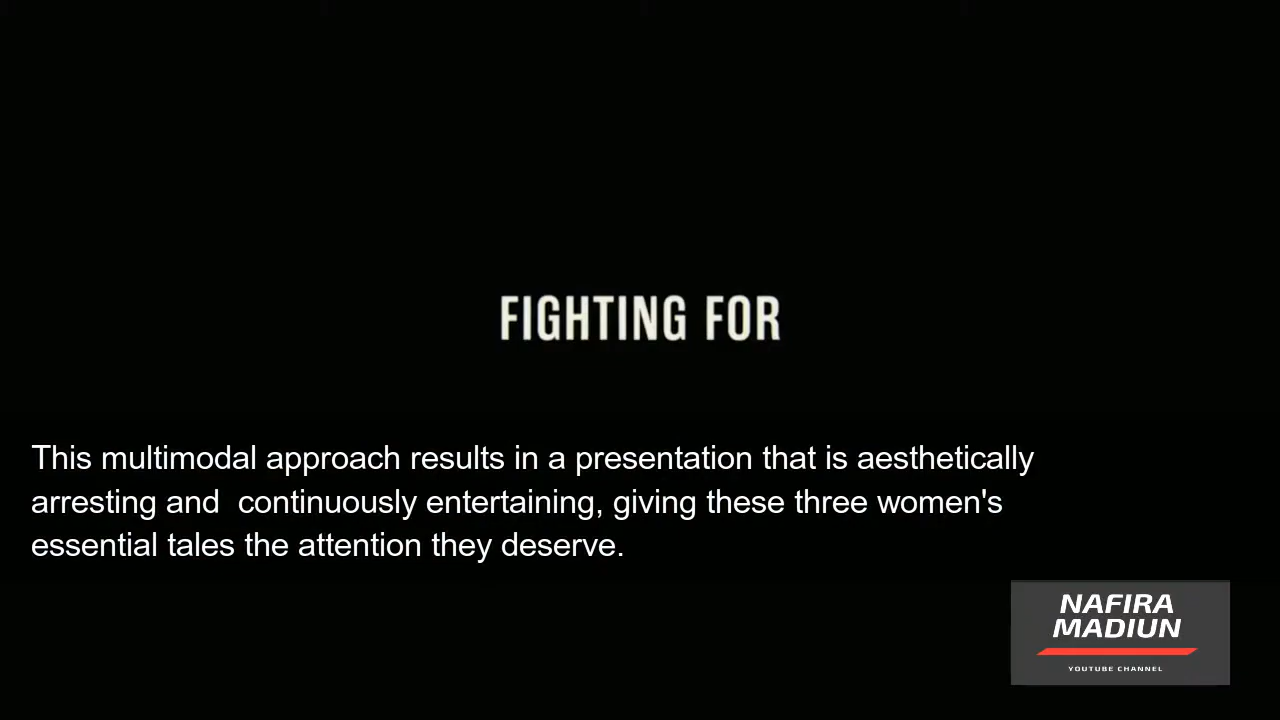 FIGHTING FOR
This multimodal approach results in a presentation that is aesthetically
arresting and  continuously entertaining, giving these three women's
essential tales the attention they deserve.
NAFIRA
MADIUN
YOUTUBE CHANNEL